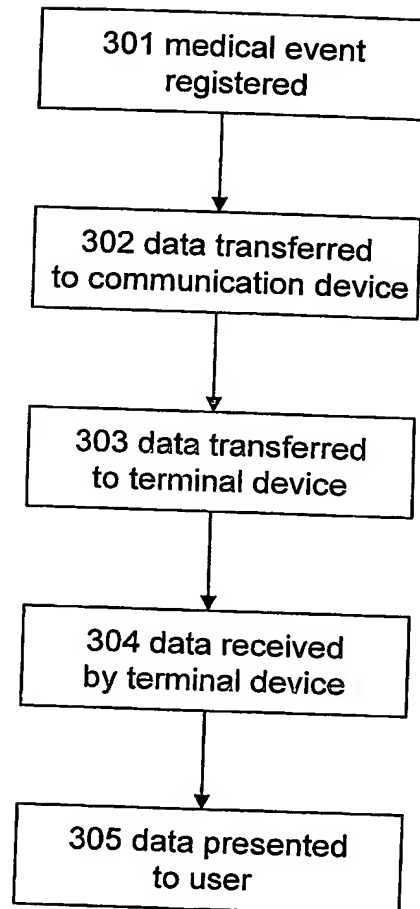 301 medical event
registered
302 data transferred
to communication device
303 data transferred
to terminal device
304 data received
by terminal device
305 data presented
to user